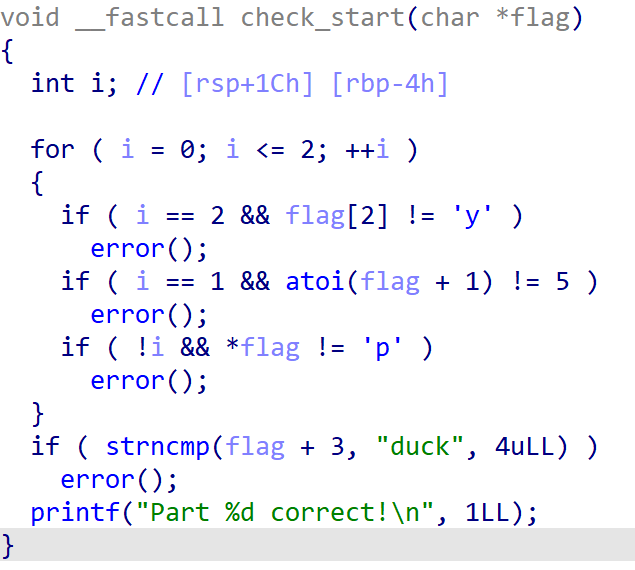 void __fastcall check_start(char *flag)
{
  int i; // [rsp+1Ch] [rbp-4h]

  for ( i = 0; i <= 2; ++i )
  {
    if ( i == 2 && flag[2] != 'y' )
      error();
    if ( i == 1 && atoi(flag + 1) != 5 )
      error();
    if ( !i && *flag != 'p' )
      error();
  }
  if ( strncmp(flag + 3, "duck", 4uLL) )
    error();
  printf("Part %d correct!\n", 1LL);
}